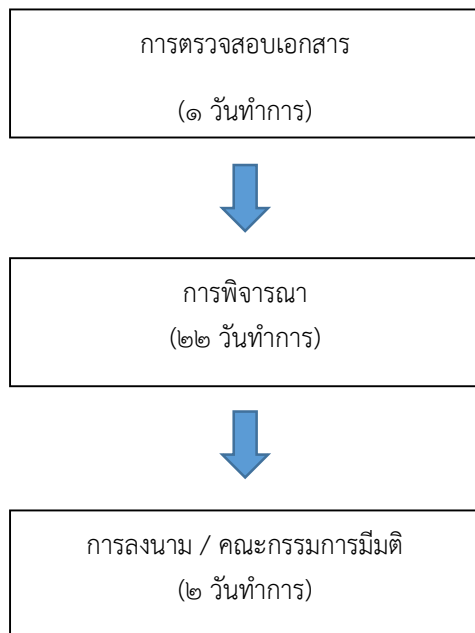 การตรวจสอบเอกสาร
(๑ วันทำการ)
การพิจารณา
(๒๒ วันทำการ)
การลงนาม / คณะกรรมการมีมติ
(๒ วันทำการ)